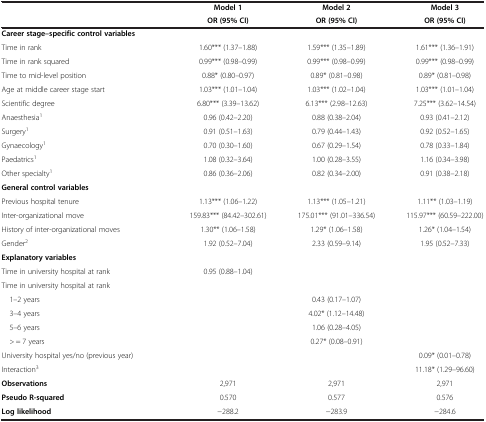 Model 1 Model 2 Model 3
OR (95% CI) OR (95% CI) OR (95% CI)
Career stage–specific control variables
Time in rank 1.60*** (1.37–1.88) 1.59*** (1.35–1.89) 1.61*** (1.36–1.91)
Time in rank squared 0.99*** (0.98–0.99) 0.99*** (0.98–0.99) 0.99*** (0.98–0.99)
Time to mid-level position 0.88* (0.80–0.97) 0.89* (0.81–0.98) 0.89* (0.81–0.98)
Age at middle career stage start 1.03*** (1.01–1.04) 1.03*** (1.02–1.04) 1.03*** (1.01–1.04)
Scientific degree 6.80*** (3.39–13.62) 6.13*** (2.98–12.63) 7.25*** (3.62–14.54)
Anaesthesia¹ 0.96 (0.42–2.20) 0.88 (0.38–2.04) 0.93 (0.41–2.12)
Surgery¹ 0.91 (0.51–1.63) 0.79 (0.44–1.43) 0.92 (0.52–1.65)
Gynaecology¹ 0.70 (0.30–1.60) 0.67 (0.29–1.54) 0.78 (0.33–1.84)
Paedatrics¹ 1.08 (0.32–3.64) 1.00 (0.28–3.55) 1.16 (0.34–3.98)
Other specialty¹ 0.86 (0.36–2.06) 0.82 (0.34–2.00) 0.91 (0.38–2.18)
General control variables
Previous hospital tenure 1.13*** (1.06–1.22) 1.13*** (1.05–1.21) 1.11** (1.03–1.19)
Inter-organizational move 159.83*** (84.42–302.61) 175.01*** (91.01–336.54) 115.97*** (60.59–222.00)
History of inter-organizational moves 1.30** (1.06–1.58) 1.29* (1.06–1.58) 1.26* (1.04–1.54)
Gender² 1.92 (0.52–7.04) 2.33 (0.59–9.14) 1.95 (0.52–7.33)
Explanatory variables
Time in university hospital at rank 0.95 (0.88–1.04)
Time in university hospital at rank
1–2 years 0.43 (0.17–1.07)
3–4 years 4.02* (1.12–14.48)
5–6 years 1.06 (0.28–4.05)
> = 7 years 0.27* (0.08–0.91)
University hospital yes/no (previous year) 0.09* (0.01–0.78)
Interaction³ 11.18* (1.29–96.60)
Observations 2,971 2,971 2,971
Pseudo R-squared 0.570 0.577 0.576
Log likelihood −288.2 −283.9 −284.6